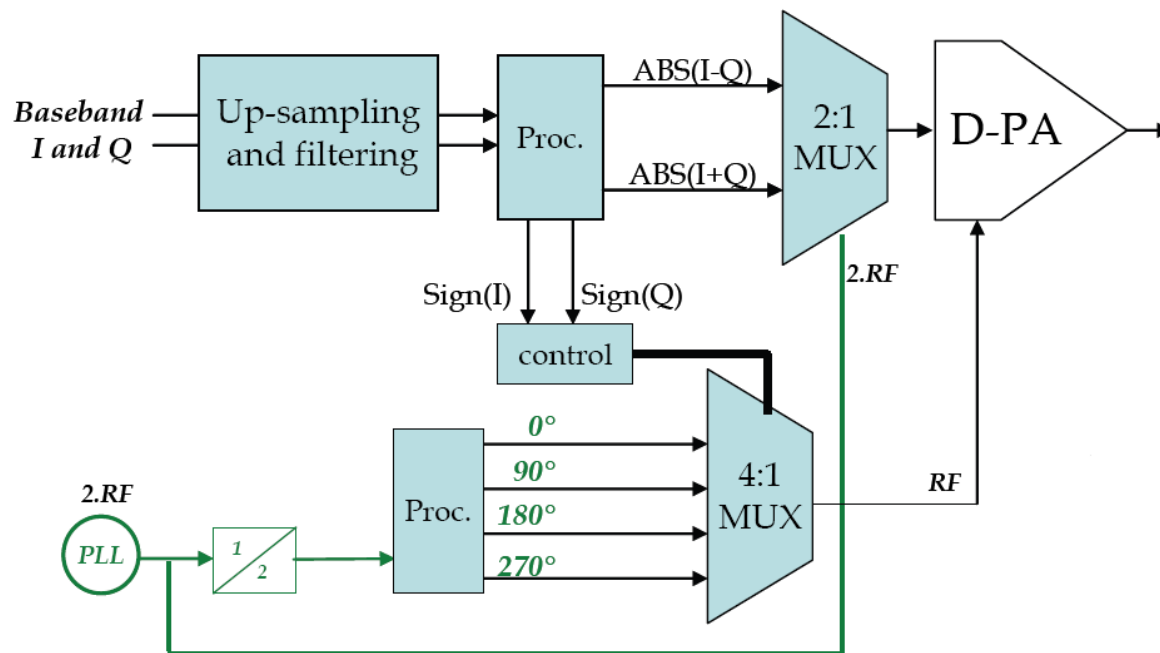 Baseband
I and Q
Up-sampling
and filtering
Proc.
ABS(I-Q)
ABS(I+Q)
2:1
MUX
D-PA
2.RF
Sign(I)
Sign(Q)
control
0°
90°
180°
270°
Proc.
4:1
MUX
RF
2.RF
PLL
1
2